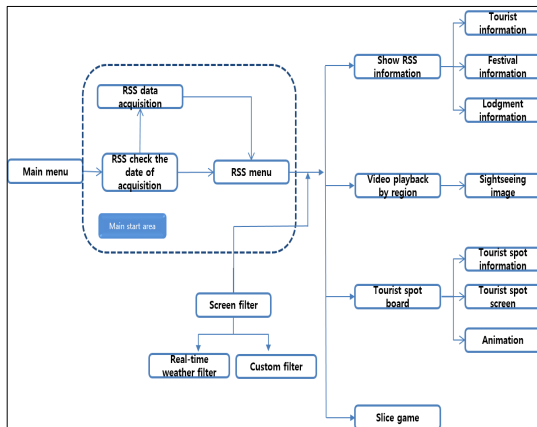 Tourist
information
Show RSS
information
Festival
information
Lodgment
information
RSS data
acquisition
Main menu
RSS check the
date of
acquisition
RSS menu
Main start area
Video playback
by region
Sightseeing
image
Screen filter
Real-time
weather filter
Custom filter
Tourist spot
information
Tourist spot
board
Tourist spot
screen
Animation
Slice game